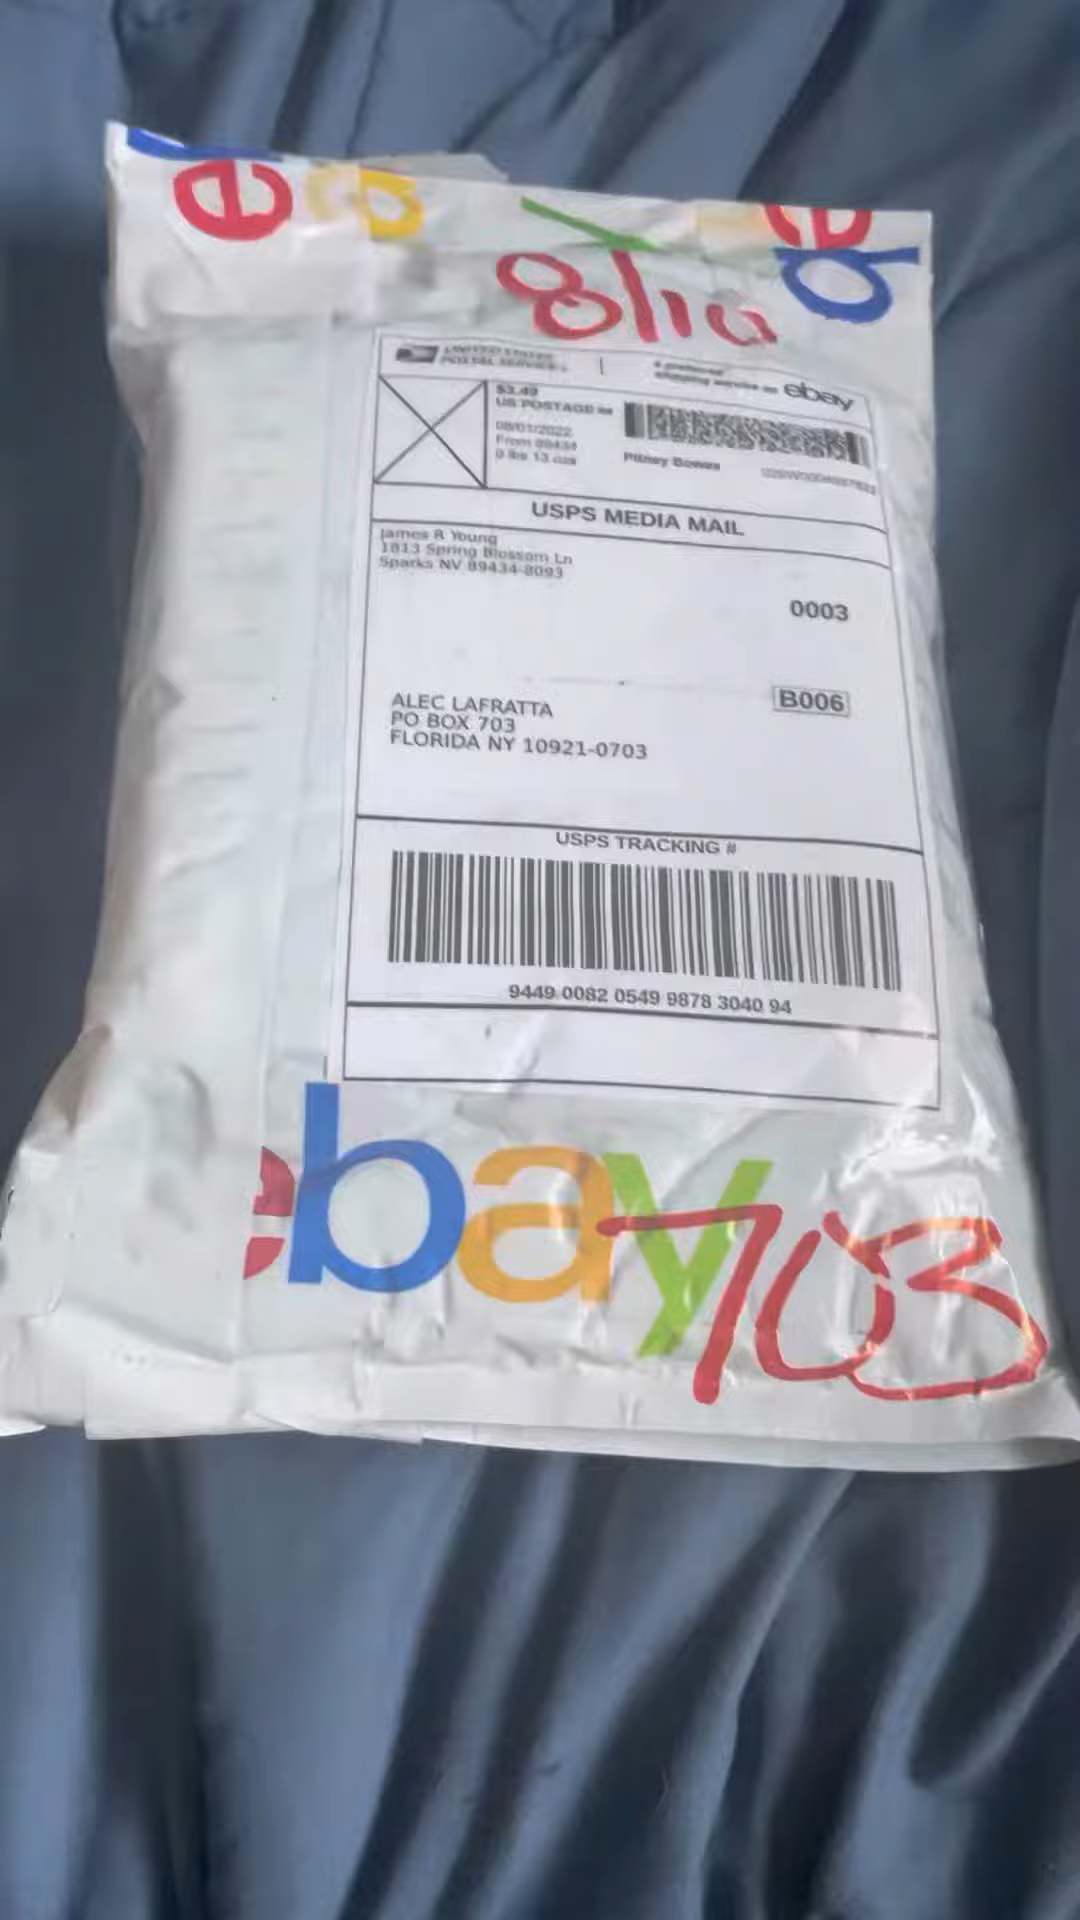 e
8/10
UNITED STATES
POSTAL SERVICE
ebay
$3.49
US POSTAGE
08/01/2022
From 89434
0 lbs 13 ozs
Pitney Bowes
USPS MEDIA MAIL
James R Young
1813 Spring Blossom Ln
Sparks NV 89434-8093
0003
B006
ALEC LAFRATTA
PO BOX 703
FLORIDA NY 10921-0703
USPS TRACKING #
9449 0082 0549 9878 3040 94
ebay
703